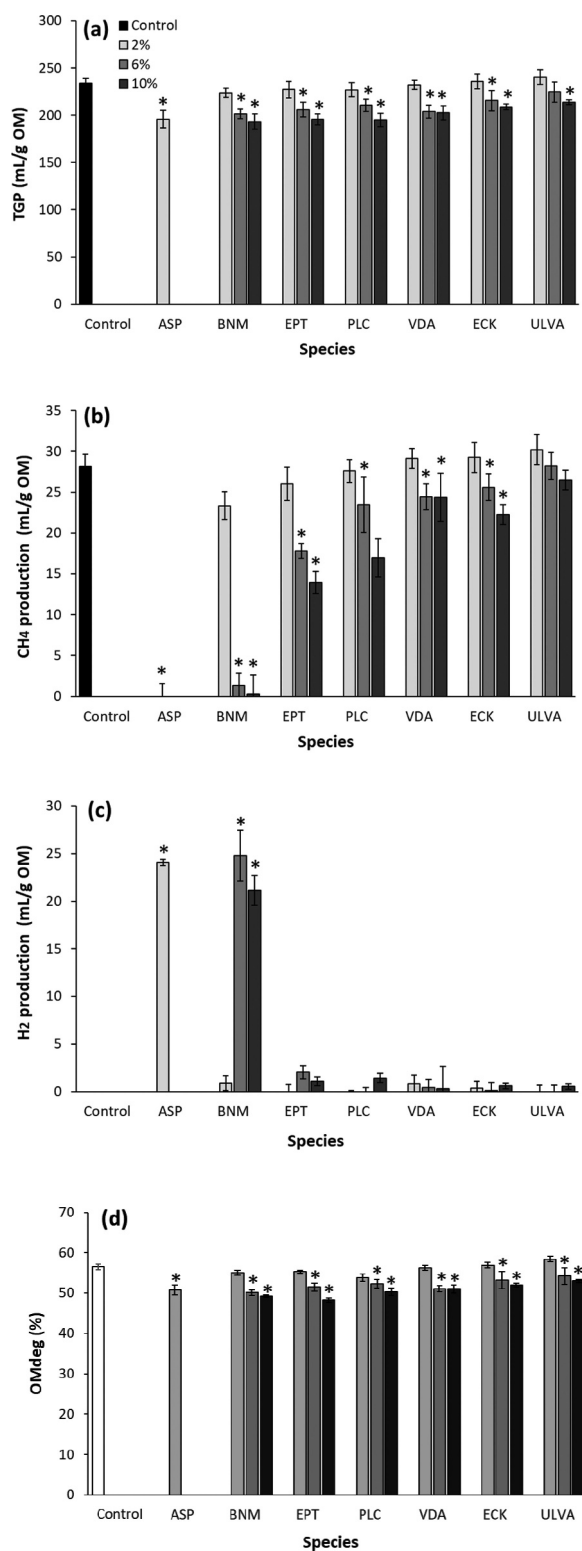 (a)
Control
2%
6%
10%
300
250
200
150
100
50
0
TGP (mL/g OM)
* * * * * * * * * * * *
Control ASP BNM EPT PLC VDA ECK ULVA
Species
(b)
35
30
25
20
15
10
5
0
CH4 production (mL/g OM)
* * * * * * * * * *
Control ASP BNM EPT PLC VDA ECK ULVA
Species
(c)
30
25
20
15
10
5
0
H2 production (mL/g OM)
* * *
Control ASP BNM EPT PLC VDA ECK ULVA
Species
(d)
70
60
50
40
30
20
10
0
OMdeg (%)
* * * * * * * * * * * * *
Control ASP BNM EPT PLC VDA ECK ULVA
Species